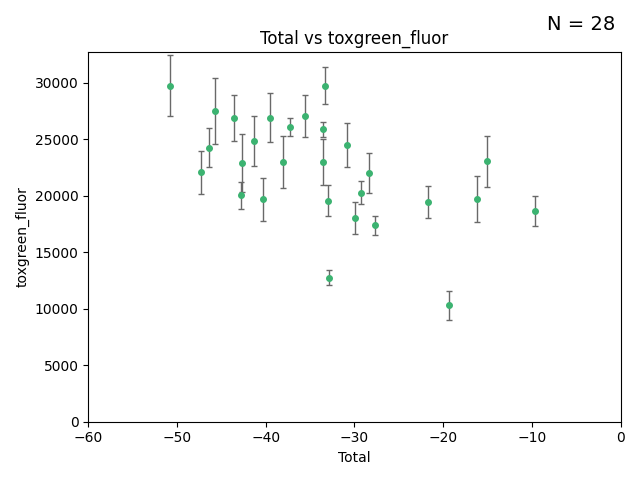 N = 28
Total vs toxgreen_fluor
30000
25000
20000
15000
10000
5000
0
toxgreen_fluor
−60 −50 −40 −30 −20 −10 0
Total